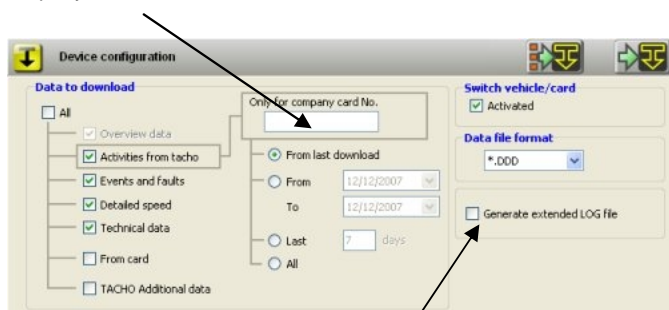 Device configuration
Data to download
All
Overview data
Activities from tacho
Events and faults
Detailed speed
Technical data
From card
TACHO Additional data
Only for company card No.
From last download
From 12/12/2007
To 12/12/2007
Last 7 days
All
Switch vehicle/card
Activated
Data file format
*.DDD
Generate extended LOG file